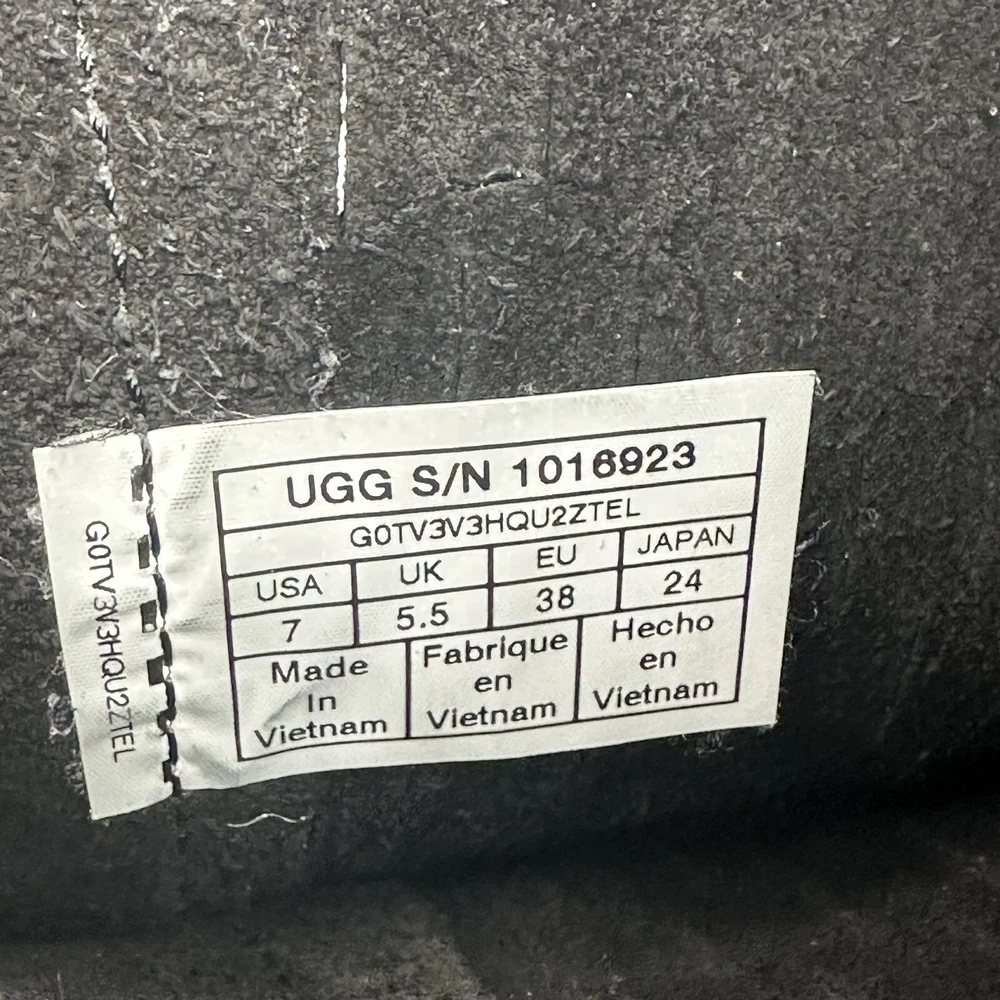 UGG S/N 1016923
G0TV3V3HQU2ZTEL
USA UK EU JAPAN
7 5.5 38 24
Made
In
Vietnam
Fabrique
en
Vietnam
Hecho
en
Vietnam
G0TV3V3HQU2ZTEL